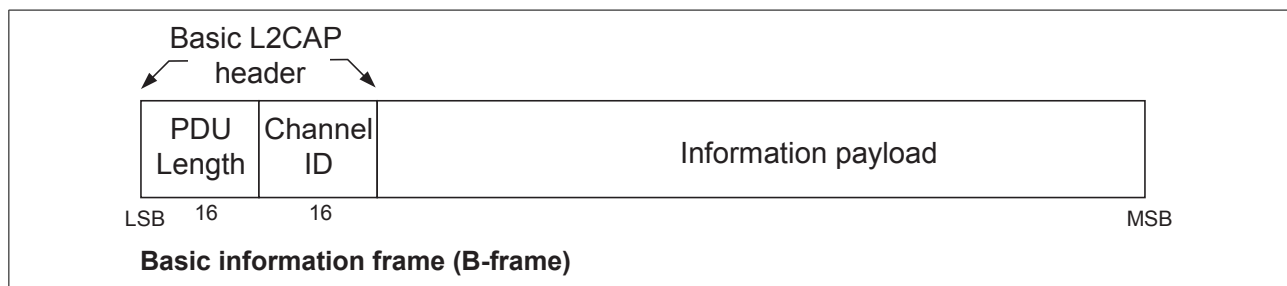 Basic L2CAP
header
PDU
Length
Channel
ID
Information payload
LSB
16
16
MSB
Basic information frame (B-frame)